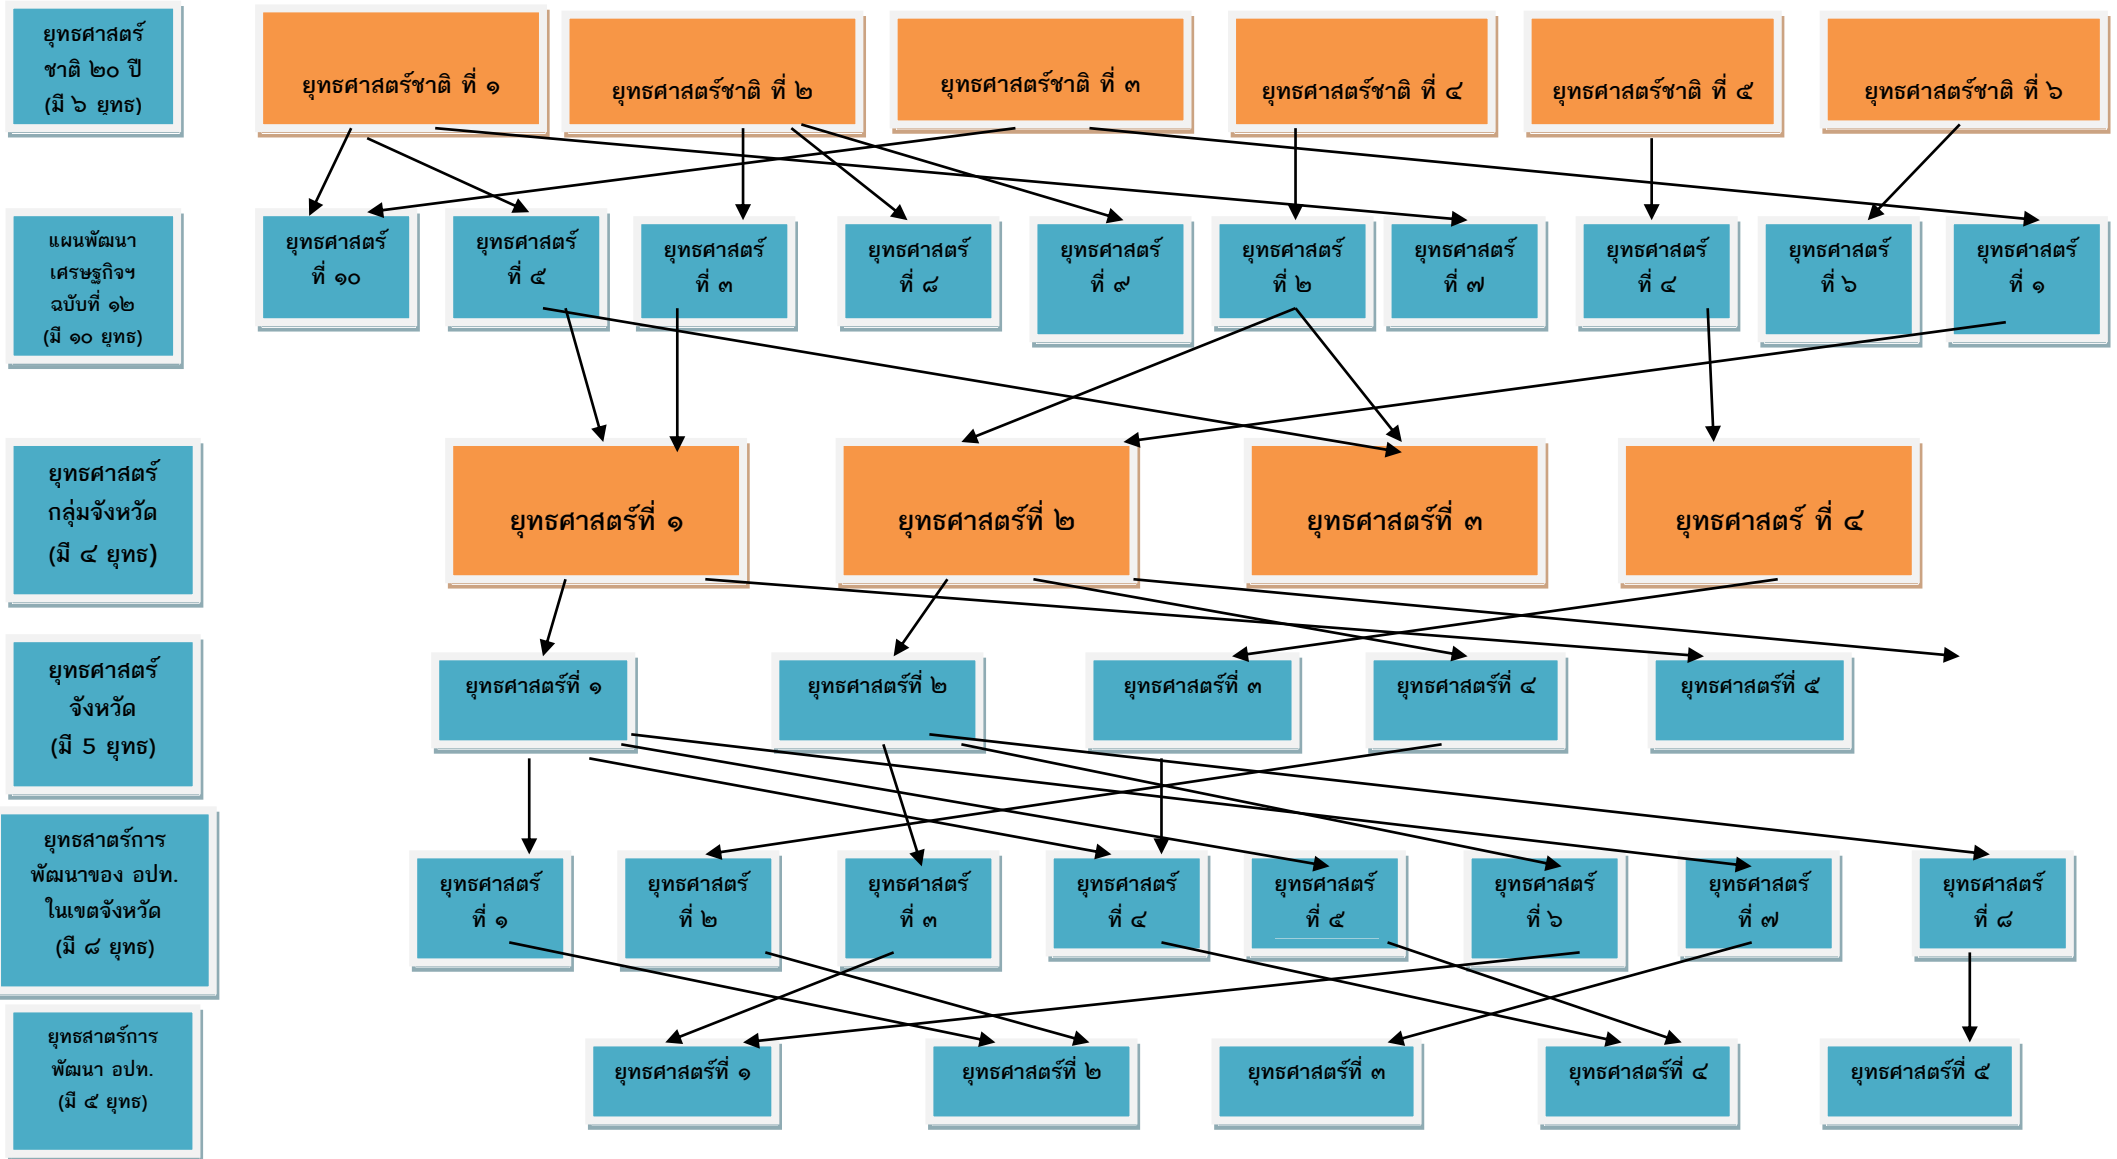 ยุทธศาสตร์
ชาติ ๒๐ ปี
(มี ๖ ยุทธ)
ยุทธศาสตร์ชาติ ที่ ๑
ยุทธศาสตร์ชาติ ที่ ๒
ยุทธศาสตร์ชาติ ที่ ๓
ยุทธศาสตร์ชาติ ที่ ๔
ยุทธศาสตร์ชาติ ที่ ๕
ยุทธศาสตร์ชาติ ที่ ๖
แผนพัฒนา
เศรษฐกิจฯ
ฉบับที่ ๑๒
(มี ๑๐ ยุทธ)
ยุทธศาสตร์
ที่ ๑๐
ยุทธศาสตร์
ที่ ๕
ยุทธศาสตร์
ที่ ๓
ยุทธศาสตร์
ที่ ๘
ยุทธศาสตร์
ที่ ๙
ยุทธศาสตร์
ที่ ๒
ยุทธศาสตร์
ที่ ๗
ยุทธศาสตร์
ที่ ๔
ยุทธศาสตร์
ที่ ๖
ยุทธศาสตร์
ที่ ๑
ยุทธศาสตร์
กลุ่มจังหวัด
(มี ๔ ยุทธ)
ยุทธศาสตร์ที่ ๑
ยุทธศาสตร์ที่ ๒
ยุทธศาสตร์ที่ ๓
ยุทธศาสตร์ ที่ ๔
ยุทธศาสตร์
จังหวัด
(มี 5 ยุทธ)
ยุทธศาสตร์ที่ ๑
ยุทธศาสตร์ที่ ๒
ยุทธศาสตร์ที่ ๓
ยุทธศาสตร์ที่ ๔
ยุทธศาสตร์ที่ ๕
ยุทธสาตร์การ
พัฒนาของ อปท.
ในเขตจังหวัด
(มี ๘ ยุทธ)
ยุทธศาสตร์
ที่ ๑
ยุทธศาสตร์
ที่ ๒
ยุทธศาสตร์
ที่ ๓
ยุทธศาสตร์
ที่ ๔
ยุทธศาสตร์
ที่ ๕
ยุทธศาสตร์
ที่ ๖
ยุทธศาสตร์
ที่ ๗
ยุทธศาสตร์
ที่ ๘
ยุทธสาตร์การ
พัฒนา อปท.
(มี ๕ ยุทธ)
ยุทธศาสตร์ที่ ๑
ยุทธศาสตร์ที่ ๒
ยุทธศาสตร์ที่ ๓
ยุทธศาสตร์ที่ ๔
ยุทธศาสตร์ที่ ๕